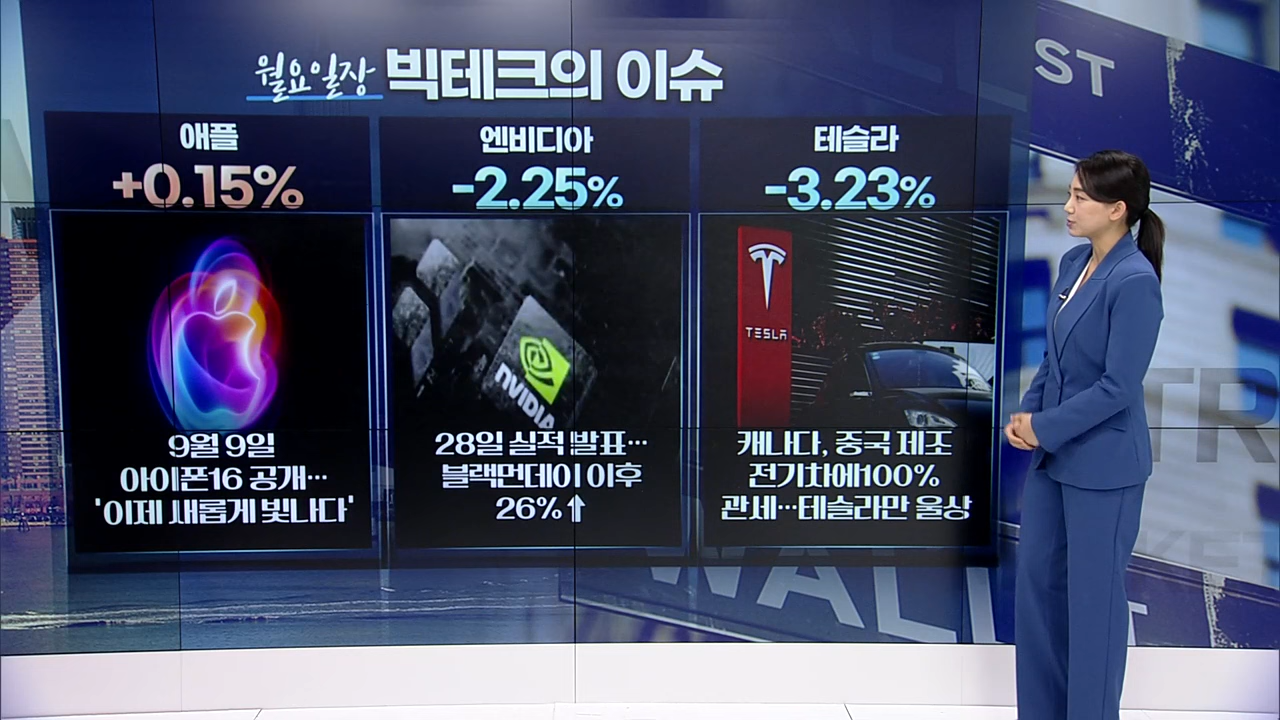 월요일장 빅테크의 이슈
애플
+0.15%
9월 9일
아이폰16 공개…
'이제 새롭게 빛나다'
엔비디아
-2.25%
NVIDIA
28일 실적 발표…
블랙먼데이 이후
26%↑
테슬라
-3.23%
TESLA
캐나다, 중국 제조
전기차에100%
관세…테슬라만 울상
ST
TR
KET
WALL
ST